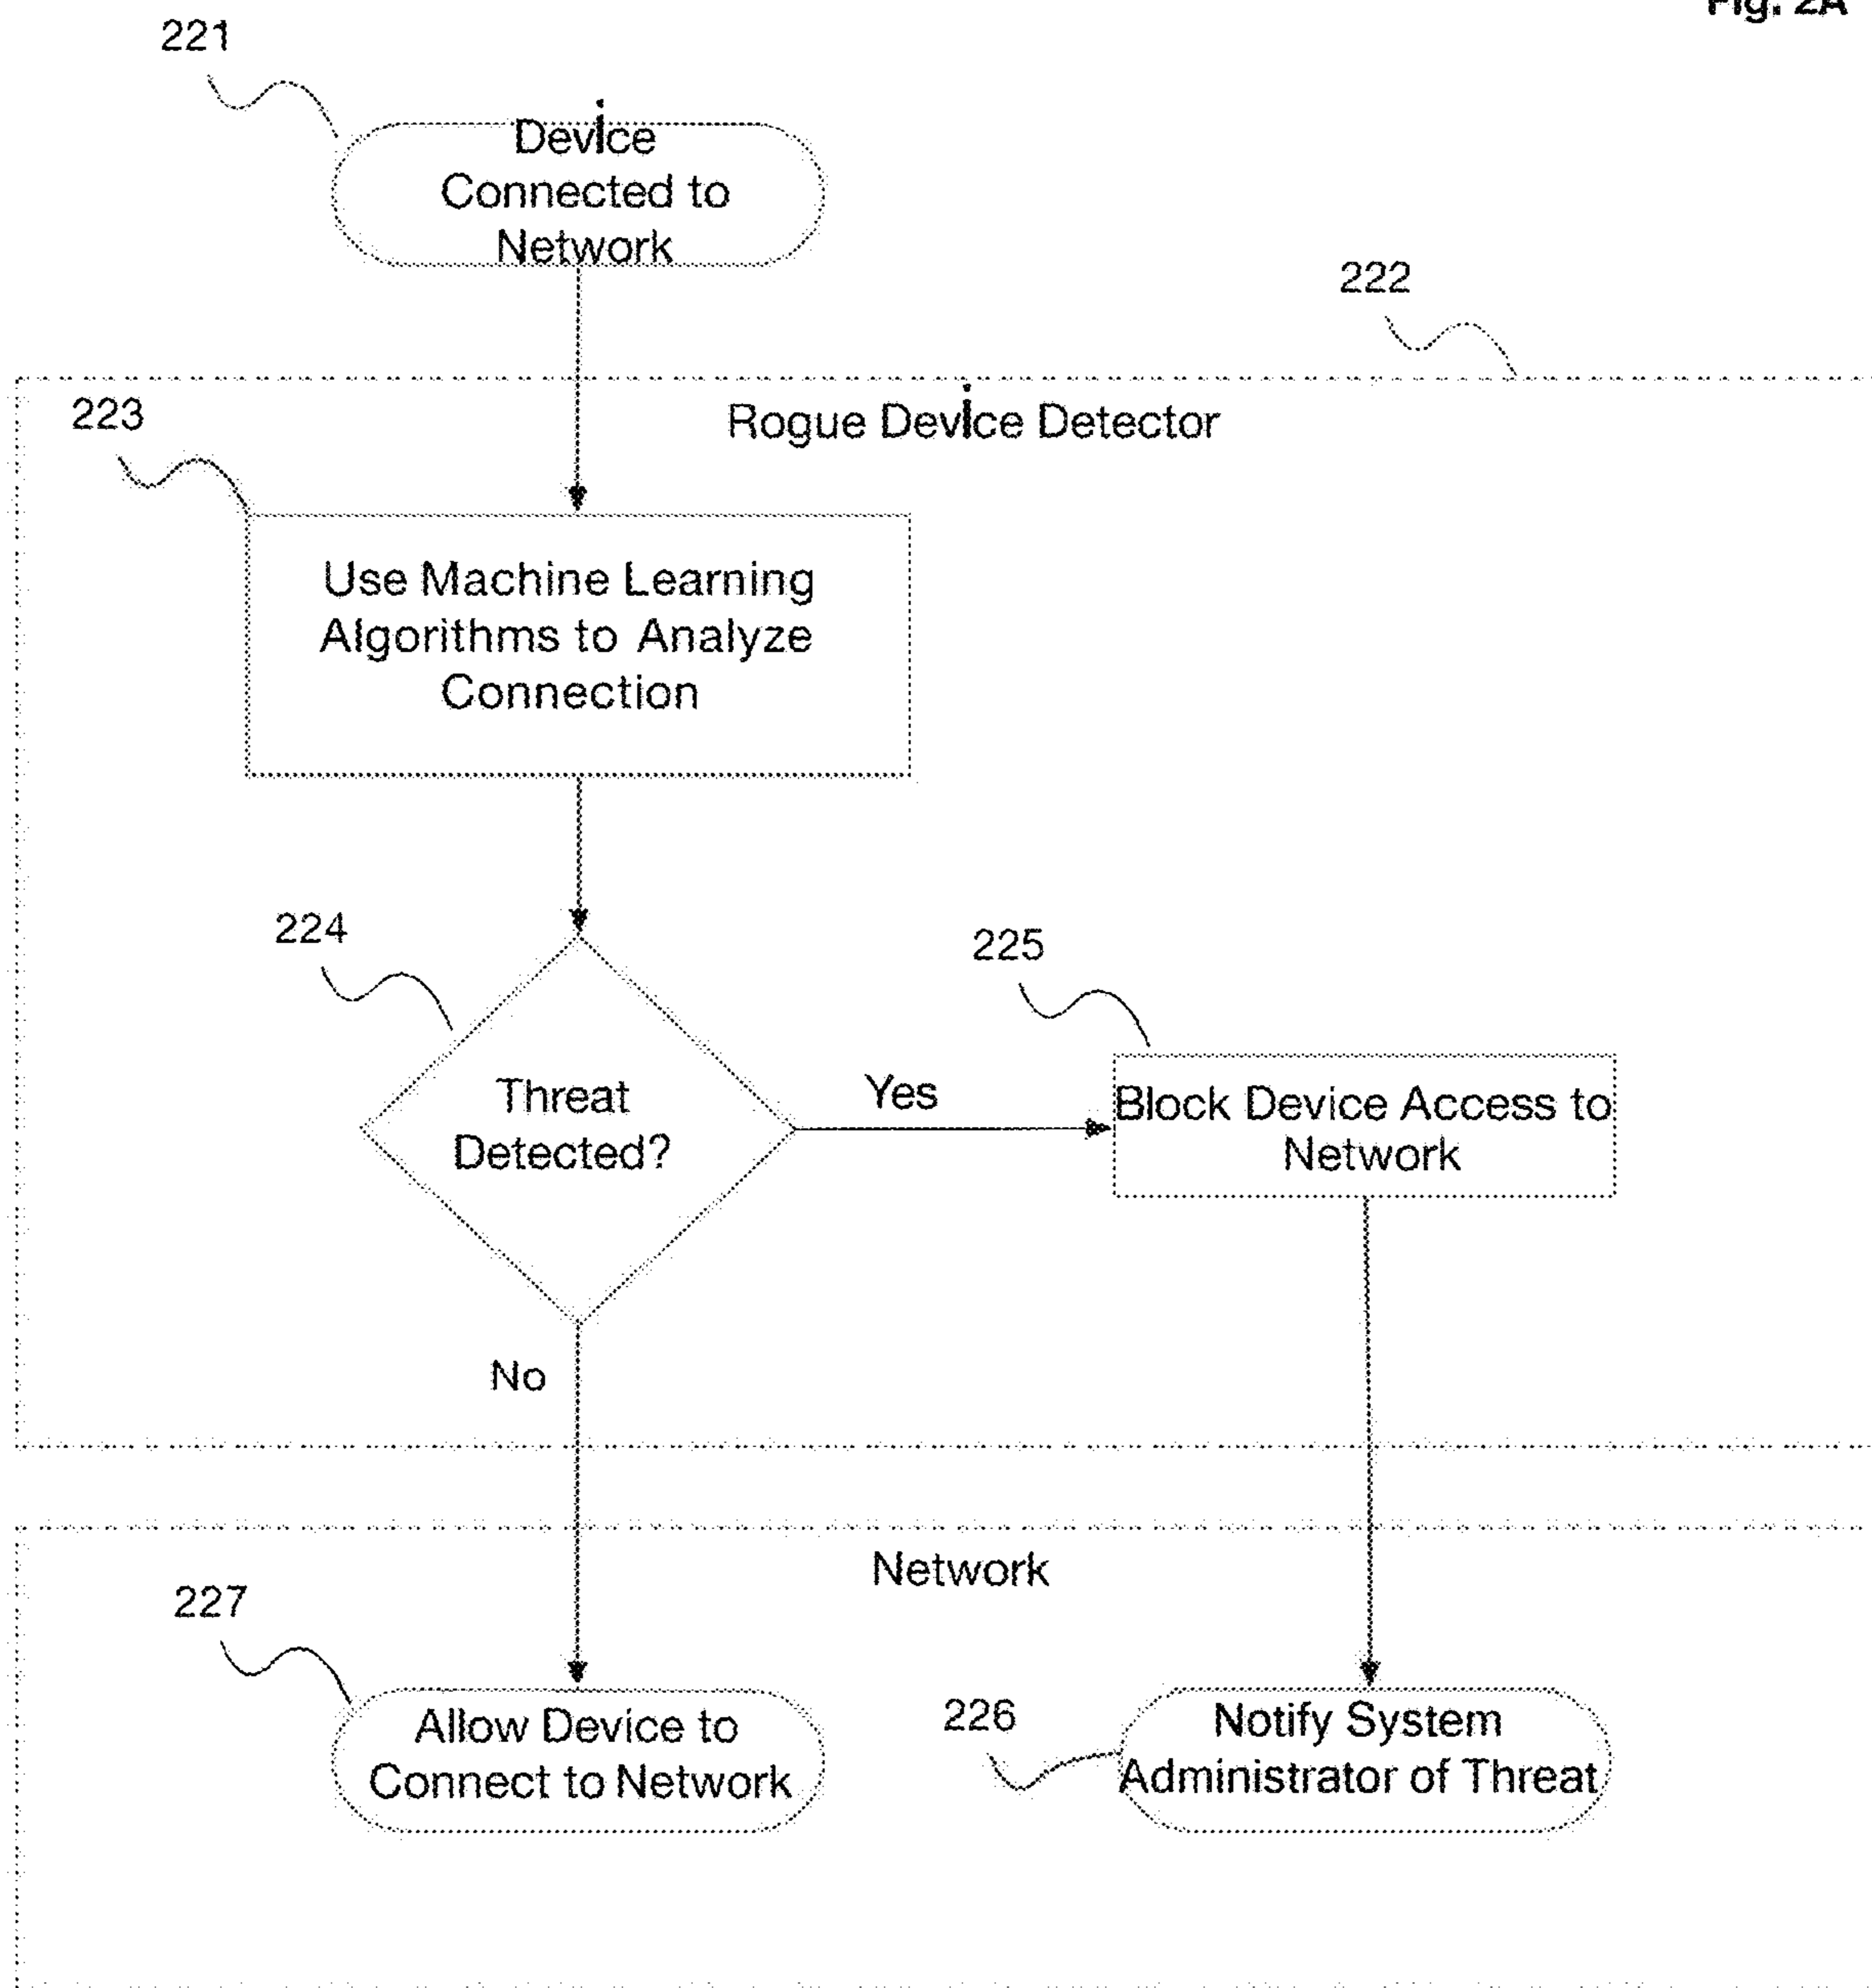 Fig. 2A
221
Device
Connected to
Network
222
Rogue Device Detector
223
Use Machine Learning
Algorithms to Analyze
Connection
224
Threat
Detected?
Yes
225
Block Device Access to
Network
No
Network
227
Allow Device to
Connect to Network
226
Notify System
Administrator of Threat